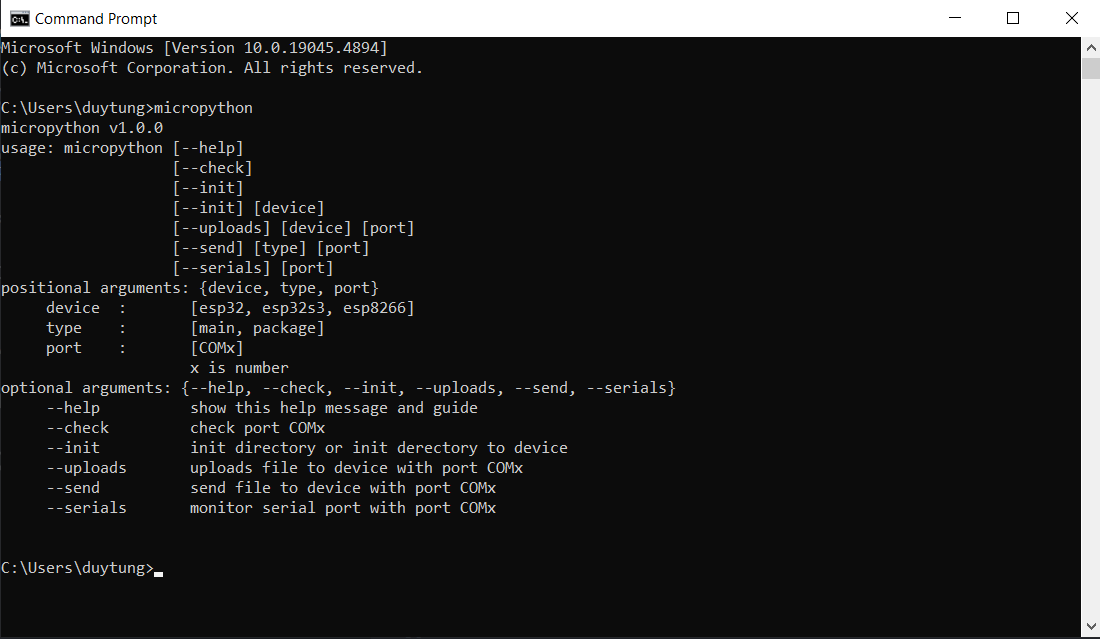 Command Prompt
Microsoft Windows [Version 10.0.19045.4894]
(c) Microsoft Corporation. All rights reserved.
C:\Users\duytung>micropython
micropython v1.0.0
usage: micropython [--help]
[--check]
[--init]
[--init] [device]
[--uploads] [device] [port]
[--send] [type] [port]
[--serials] [port]
positional arguments: {device, type, port}
device : [esp32, esp32s3, esp8266]
type : [main, package]
port : [COMx]
x is number
optional arguments: {--help, --check, --init, --uploads, --send, --serials}
--help show this help message and guide
--check check port COMx
--init init directory or init derectory to device
--uploads uploads file to device with port COMx
--send send file to device with port COMx
--serials monitor serial port with port COMx
C:\Users\duytung>